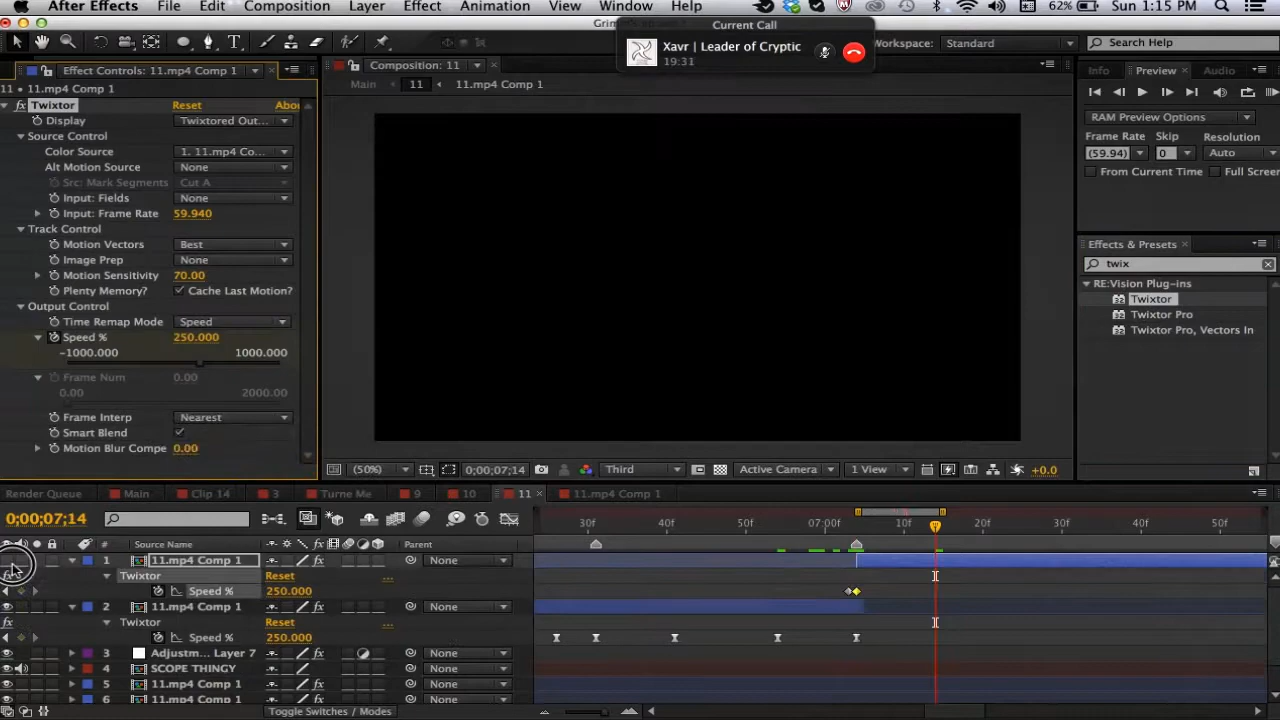 After Effects File Edit Composition Layer Effect Animation View Window Help 62% Sun 1:15 PM
Current Call
Xavr | Leader of Cryptic
19:31
Workspace: Standard Search Help
Effect Controls: 11.mp4 Comp 1 Composition: 11 Info Preview Audio
11 • 11.mp4 Comp 1 Main 11 11.mp4 Comp 1
Twixtor Reset Abou
Display Twixtored Out...
Source Control
Color Source 1. 11.mp4 Co...
Alt Motion Source None
Src: Mark Segments Cut A
Input: Fields None
Input: Frame Rate 59.940
Track Control
Motion Vectors Best
Image Prep None
Motion Sensitivity 70.00
Plenty Memory? Cache Last Motion?
Output Control
Time Remap Mode Speed
Speed % 250.000
-1000.000 1000.000
Frame Num 0.00
0.00 2000.00
Frame Interp Nearest
Smart Blend
Motion Blur Compe 0.00
RAM Preview Options
Frame Rate Skip Resolution
(59.94) 0 Auto
From Current Time Full Screen
Effects & Presets
twix
RE:Vision Plug-ins
Twixtor
Twixtor Pro
Twixtor Pro, Vectors In
(50%) 0;00;07;14 Third Active Camera 1 View +0.0
Render Queue Main Clip 14 3 Turne Me 9 10 11 11.mp4 Comp 1
0;00;07;14
30f 40f 50f 07:00f 10f 20f 30f 40f 50f
# Source Name Parent
1 11.mp4 Comp 1 None
Twixtor Reset ...
Speed % 250.000
2 11.mp4 Comp 1 None
Twixtor Reset ...
Speed % 250.000
3 Adjustm... Layer 7 None
4 SCOPE THINGY None
5 11.mp4 Comp 1 None
6 11.mp4 Comp 1 None
Toggle Switches / Modes